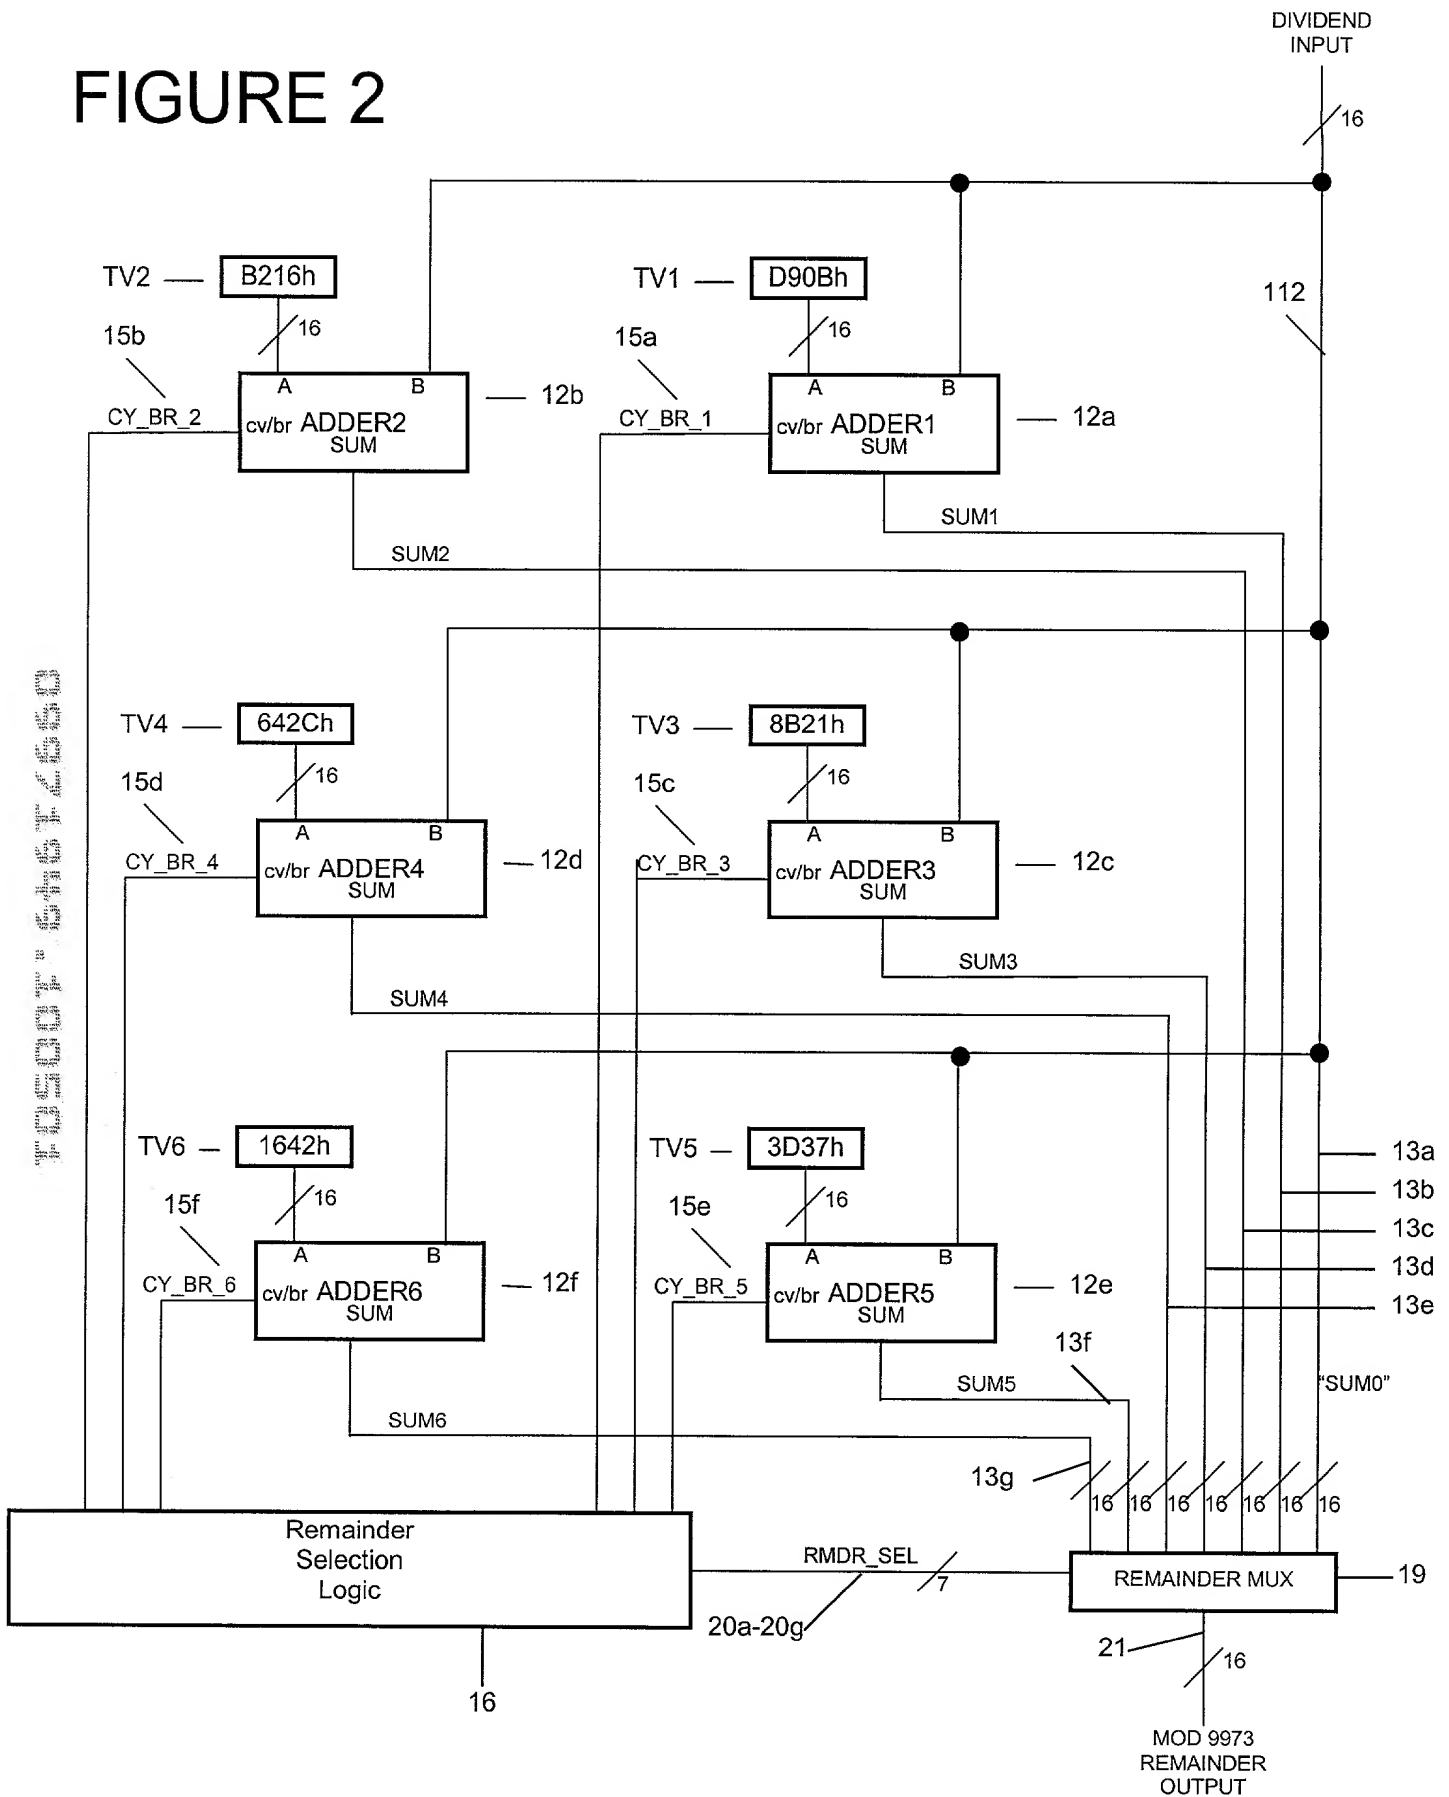 DIVIDEND
INPUT
FIGURE 2
16
TV2
B216h
TV1
D90Bh
112
15b
16
15a
16
A
B
12b
A
B
12a
CY_BR_2
cv/br ADDER2
SUM
CY_BR_1
cv/br ADDER1
SUM
SUM1
SUM2
TV4
642Ch
TV3
8B21h
15d
16
15c
16
A
B
12d
A
B
12c
CY_BR_4
cv/br ADDER4
SUM
CY_BR_3
cv/br ADDER3
SUM
SUM3
SUM4
TV6
1642h
TV5
3D37h
13a
13b
15f
16
15e
16
13c
A
B
A
B
13d
CY_BR_6
cv/br ADDER6
SUM
12f
CY_BR_5
cv/br ADDER5
SUM
12e
13e
13f
SUM5
"SUM0"
SUM6
13g
16 16 16 16 16 16 16
Remainder
Selection
Logic
RMDR_SEL
7
REMAINDER MUX
19
20a-20g
21
16
16
MOD 9973
REMAINDER
OUTPUT